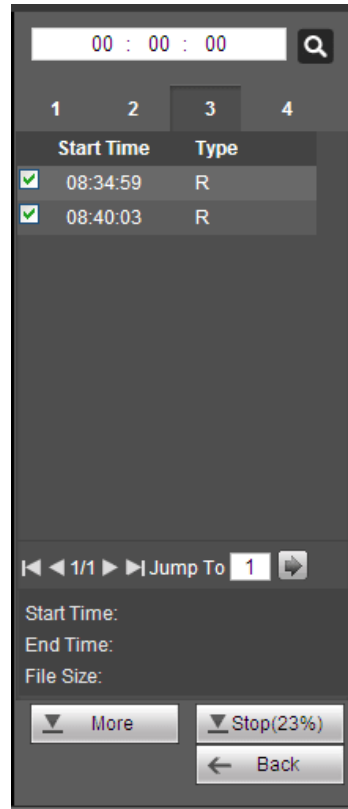 00 : 00 : 00
1 2 3 4
Start Time Type
08:34:59 R
08:40:03 R
1/1 Jump To 1
Start Time:
End Time:
File Size:
More Stop(23%)
Back